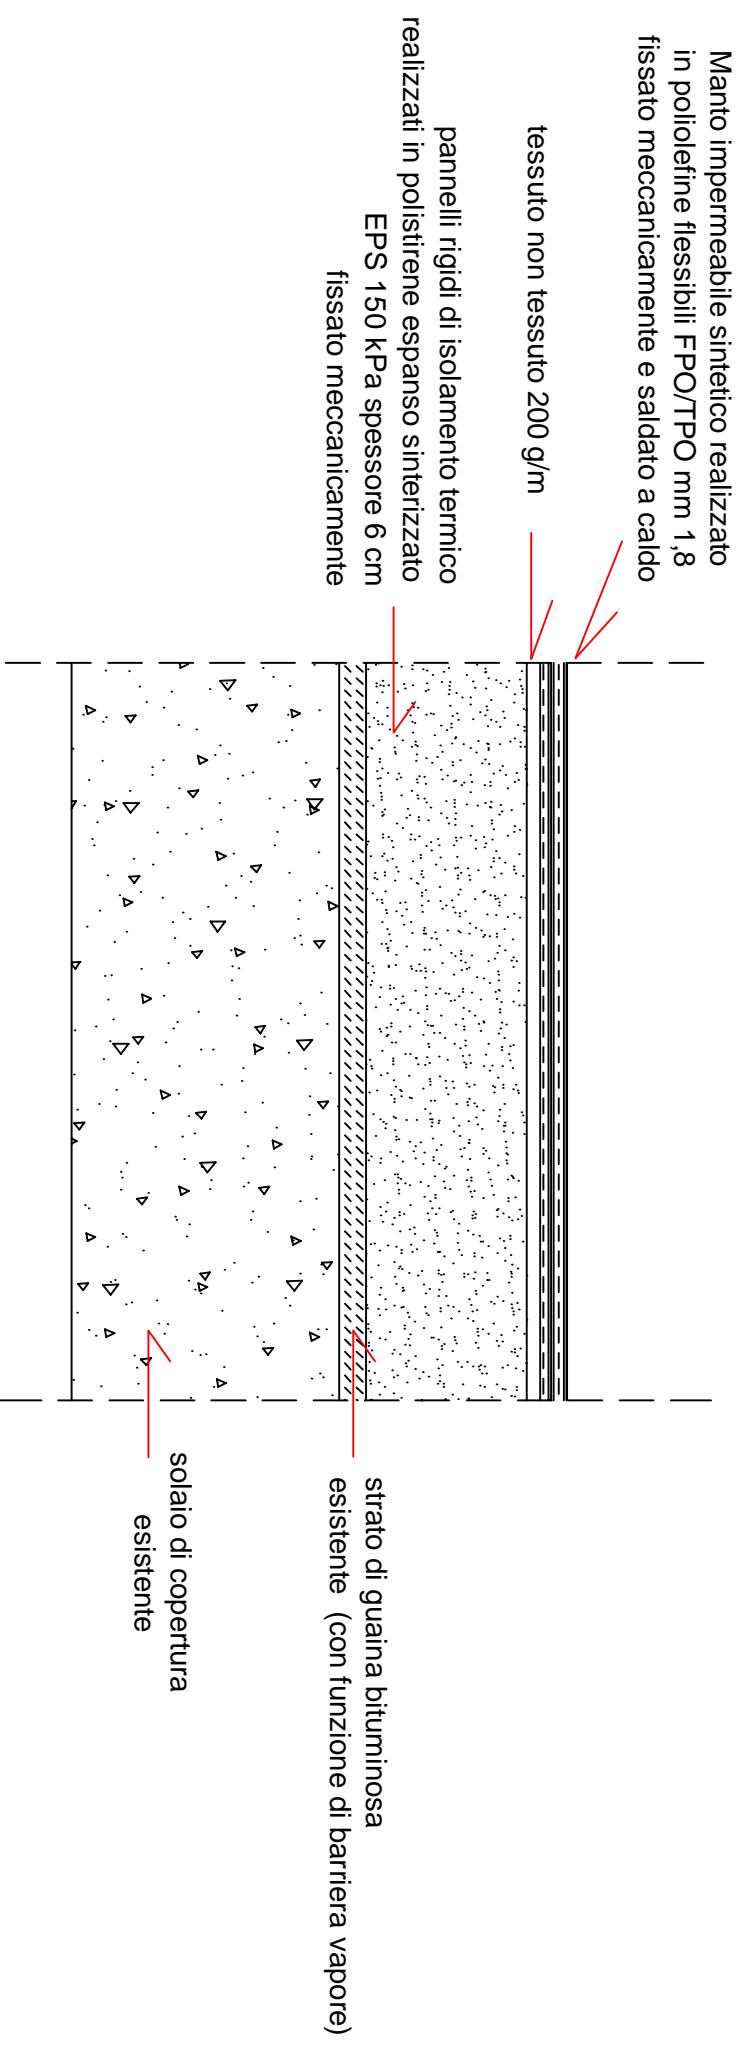 Manto impermeabile sintetico realizzato
in poliolefine flessibili FPO/TPO mm 1,8
fissato meccanicamente e saldato a caldo
tessuto non tessuto 200 g/m
pannelli rigidi di isolamento termico
realizzati in polistirene espanso sinterizzato
EPS 150 kPa spessore 6 cm
fissato meccanicamente
strato di guaina bituminosa
esistente (con funzione di barriera vapore)
solaio di copertura
esistente